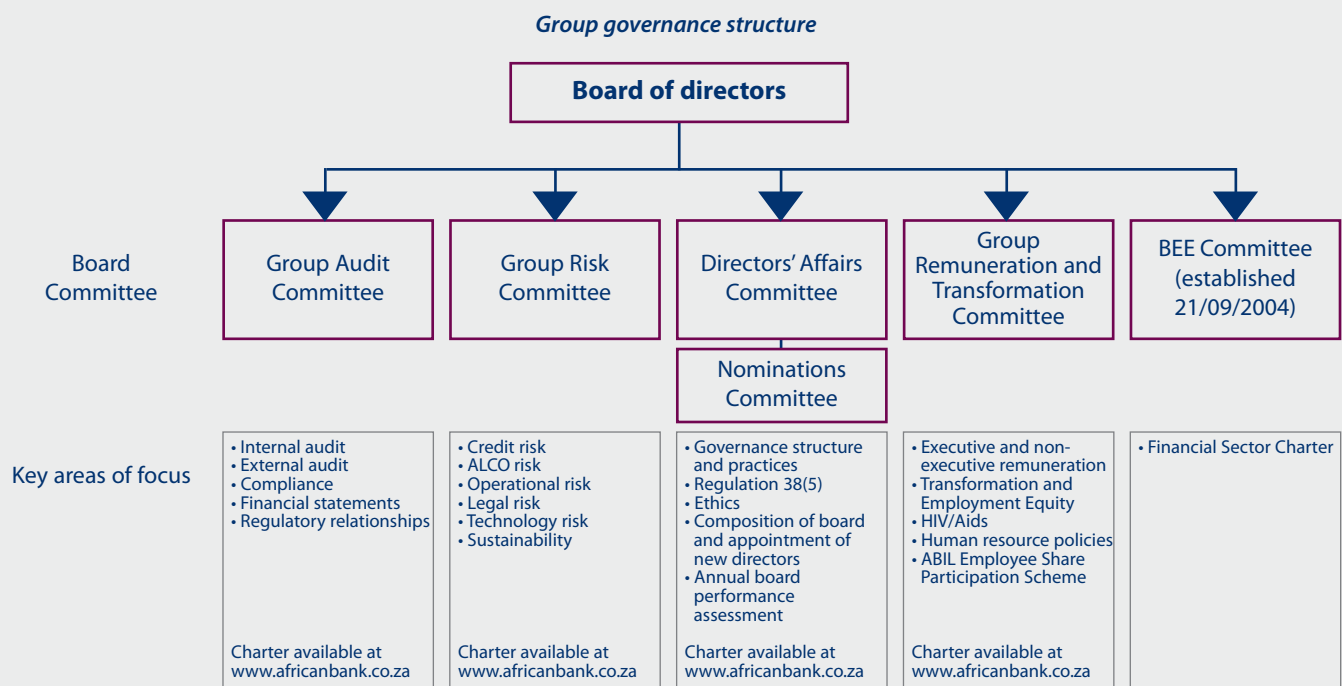 Group governance structure
Board of directors
Board
Committee
Group Audit
Committee
Group Risk
Committee
Directors’ Affairs
Committee
Group
Remuneration and
Transformation
Committee
BEE Committee
(established
21/09/2004)
Nominations
Committee
Key areas of focus
• Internal audit
• External audit
• Compliance
• Financial statements
• Regulatory relationships
Charter available at
www.africanbank.co.za
• Credit risk
• ALCO risk
• Operational risk
• Legal risk
• Technology risk
• Sustainability
Charter available at
www.africanbank.co.za
• Governance structure
and practices
• Regulation 38(5)
• Ethics
• Composition of board
and appointment of
new directors
• Annual board
performance
assessment
Charter available at
www.africanbank.co.za
• Executive and non-
executive remuneration
• Transformation and
Employment Equity
• HIV/Aids
• Human resource policies
• ABIL Employee Share
Participation Scheme
Charter available at
www.africanbank.co.za
• Financial Sector Charter